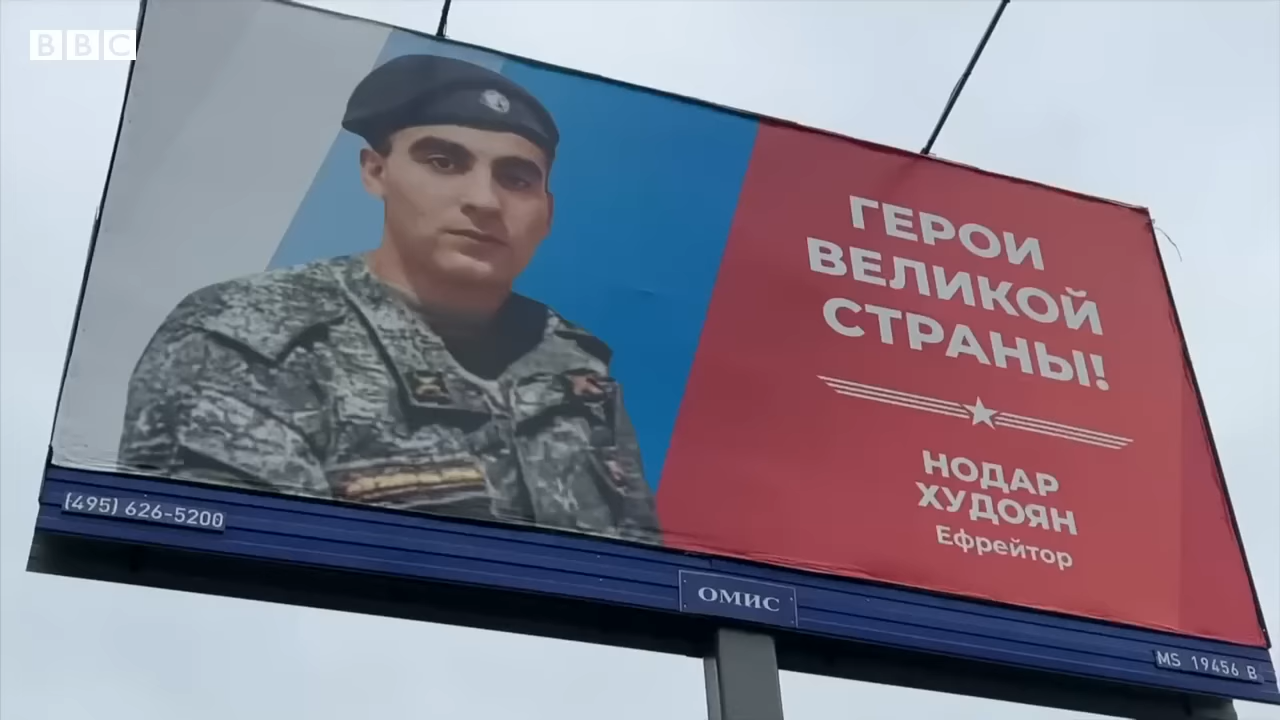 BBC
ГЕРОИ
ВЕЛИКОЙ
СТРАНЫ!
НОДАР
ХУДОЯН
Ефрейтор
(495) 626-5200
ОМИС
MS 19456 B